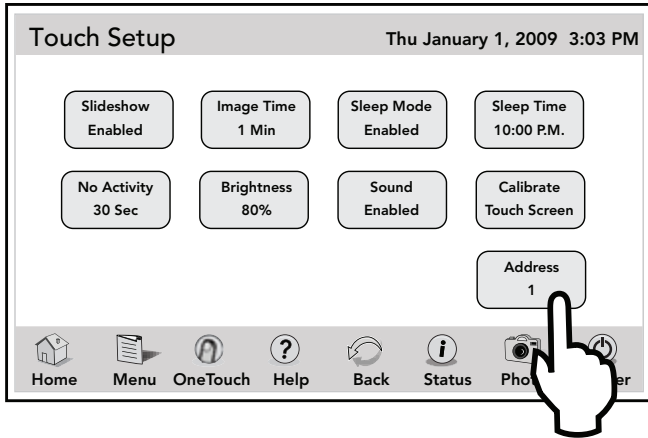 Touch Setup Thu January 1, 2009 3:03 PM
Slideshow Image Time Sleep Mode Sleep Time
Enabled 1 Min Enabled 10:00 P.M.
No Activity Brightness Sound Calibrate
30 Sec 80% Enabled Touch Screen
Address
1
Home Menu OneTouch Help Back Status